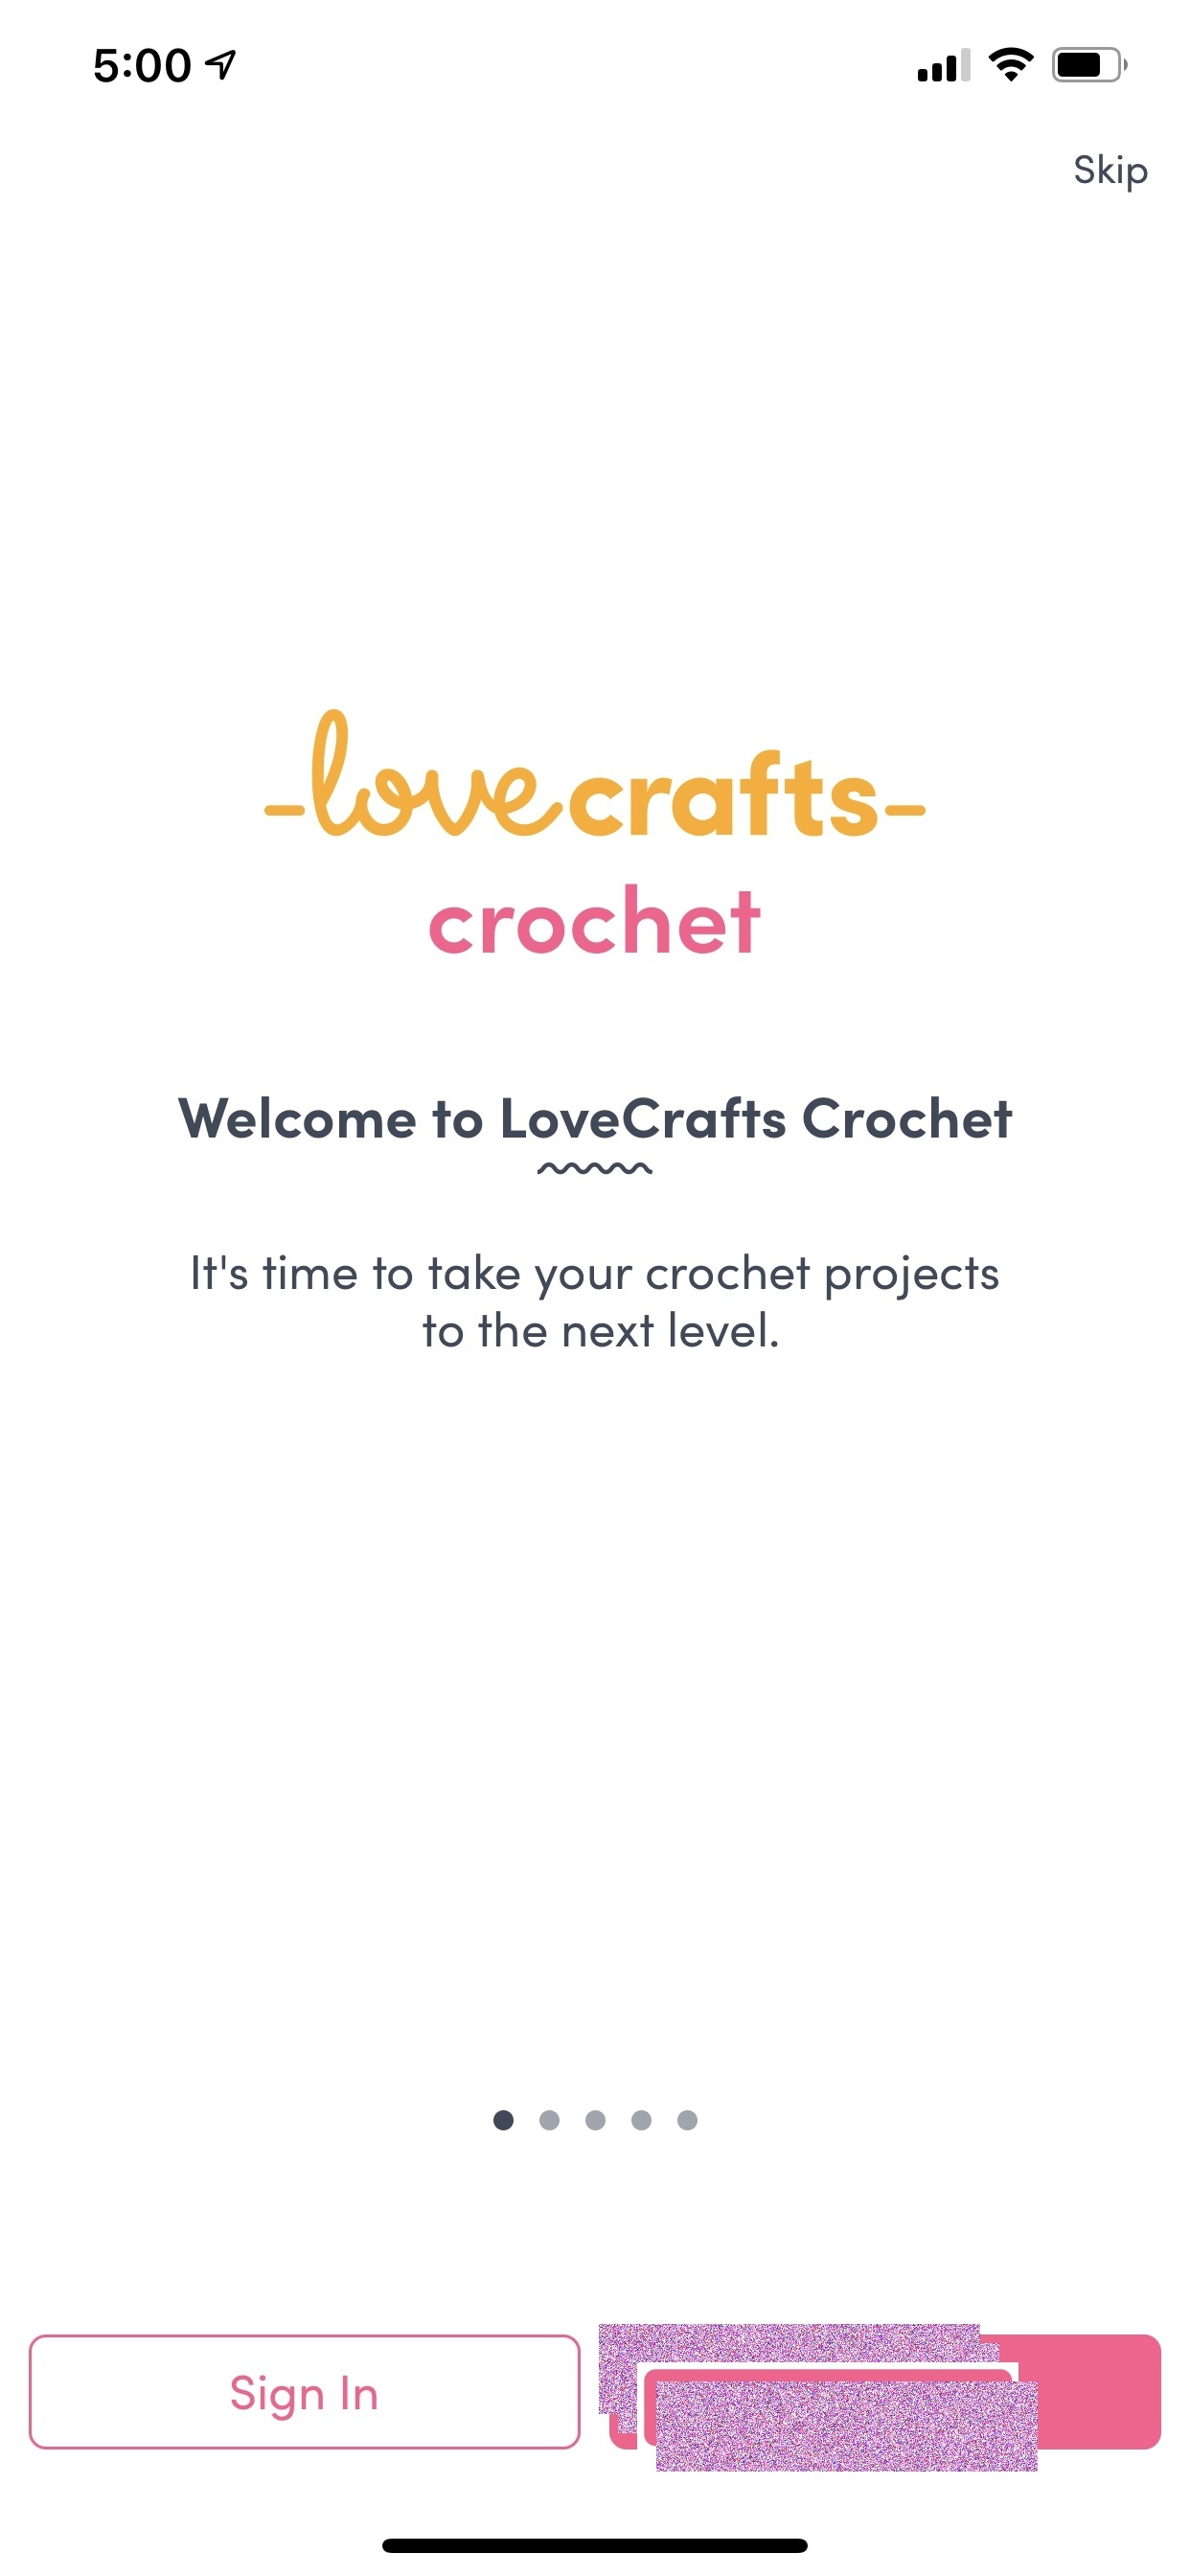 5:00
Skip
-lovecrafts-
crochet
Welcome to LoveCrafts Crochet
It's time to take your crochet projects
to the next level.
Sign In